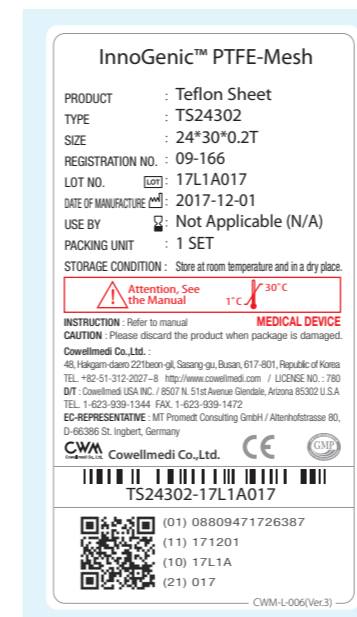 InnoGenic™ PTFE-Mesh
PRODUCT : Teflon Sheet
TYPE : TS24302
SIZE : 24*30*0.2T
REGISTRATION NO. : 09-166
LOT NO. LOT : 17L1A017
DATE OF MANUFACTURE : 2017-12-01
USE BY : Not Applicable (N/A)
PACKING UNIT : 1 SET
STORAGE CONDITION : Store at room temperature and in a dry place.
Attention, See
the Manual
1˚C
30˚C
INSTRUCTION : Refer to manual
MEDICAL DEVICE
CAUTION : Please discard the product when package is damaged.
Cowellmedi Co.,Ltd. :
48, Hakgam-daero 221beon-gil, Sasang-gu, Busan, 617-801, Republic of Korea
TEL. +82-51-312-2027~8 http://www.cowellmedi.com / LICENSE NO. : 780
D/T : Cowellmedi USA INC. / 8507 N. 51st Avenue Glendale, Arizona 85302 U.S.A
TEL. 1-623-939-1344 FAX. 1-623-939-1472
EC-REPRESENTATIVE : MT Promedt Consulting GmbH / Altenhofstrasse 80,
D-66386 St. Ingbert, Germany
CWM
Cowellmedi Co., Ltd.
Cowellmedi Co.,Ltd.
CE
GMP
TS24302-17L1A017
(01) 08809471726387
(11) 171201
(10) 17L1A
(21) 017
CWM-L-006(Ver.3)